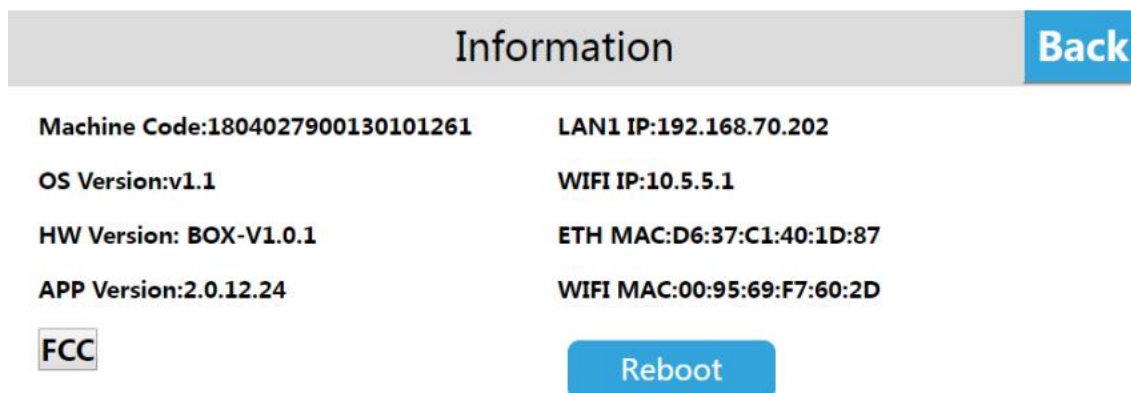 Information
Back
Machine Code:1804027900130101261
LAN1 IP:192.168.70.202
OS Version:v1.1
WIFI IP:10.5.5.1
HW Version: BOX-V1.0.1
ETH MAC:D6:37:C1:40:1D:87
APP Version:2.0.12.24
WIFI MAC:00:95:69:F7:60:2D
FCC
Reboot